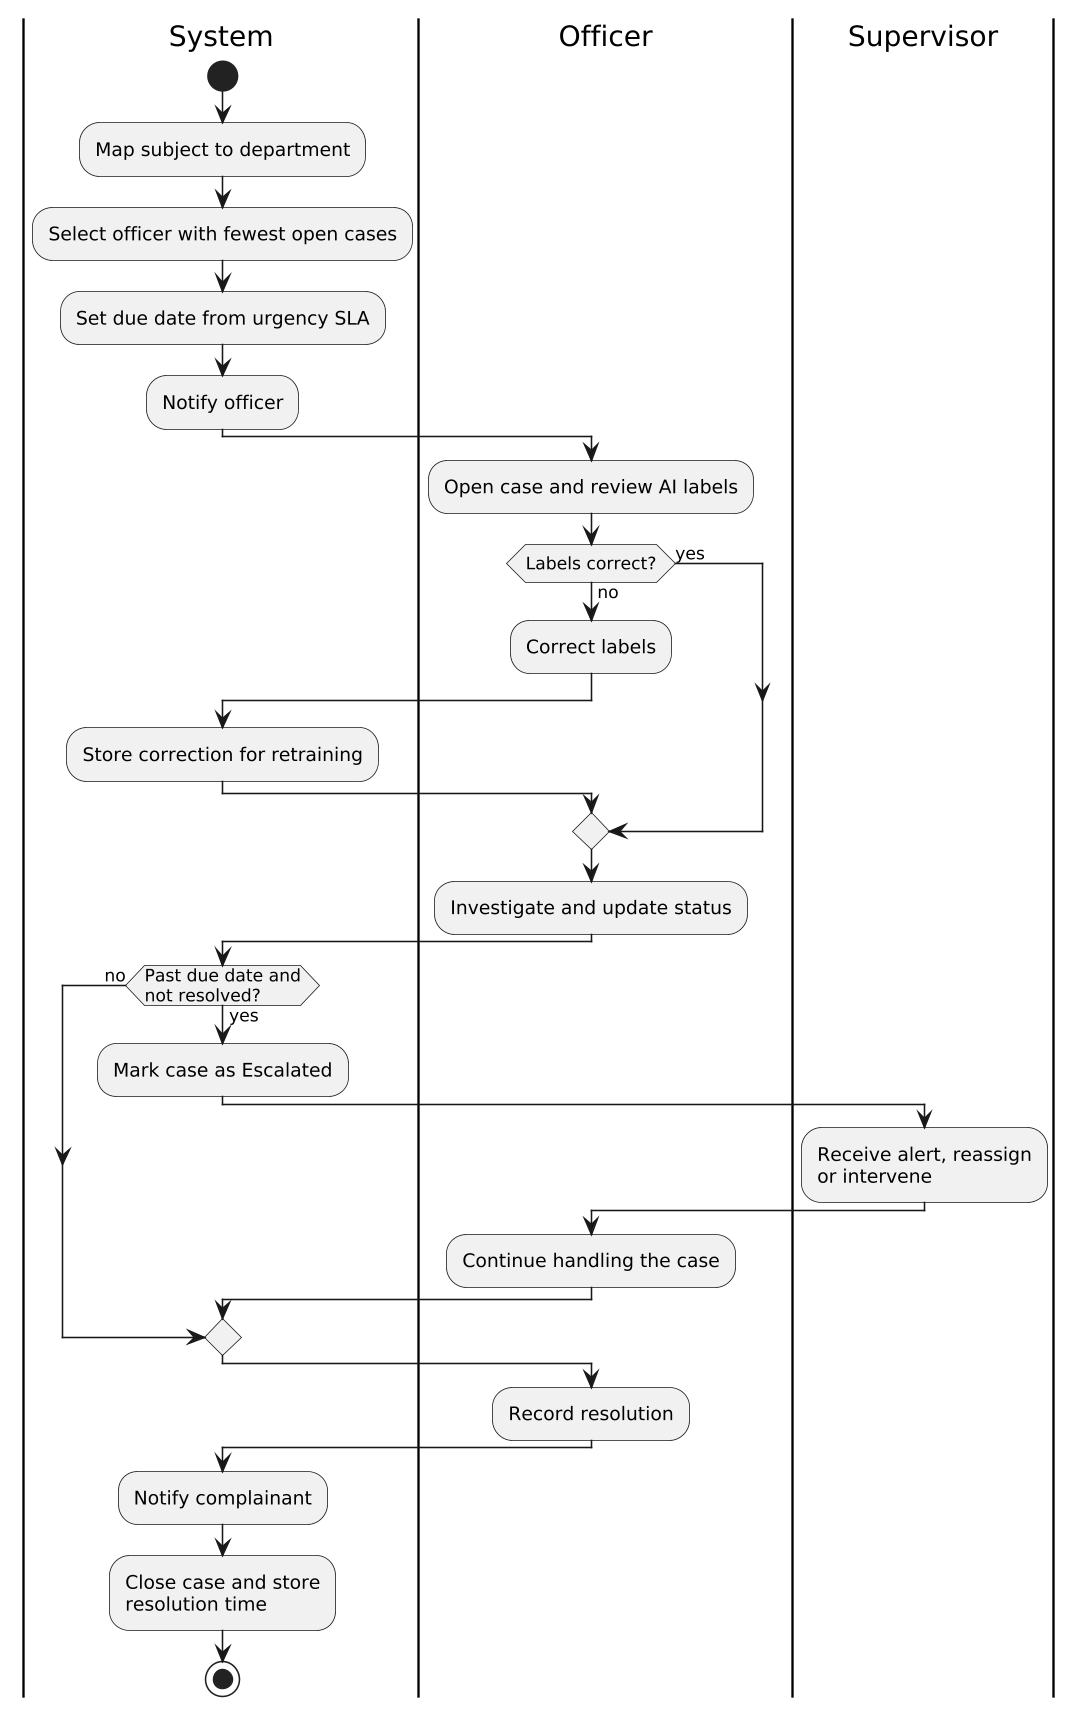 System
Officer
Supervisor
Map subject to department
Select officer with fewest open cases
Set due date from urgency SLA
Notify officer
Open case and review AI labels
Labels correct?
yes
no
Correct labels
Store correction for retraining
Investigate and update status
no
Past due date and
not resolved?
yes
Mark case as Escalated
Receive alert, reassign
or intervene
Continue handling the case
Record resolution
Notify complainant
Close case and store
resolution time